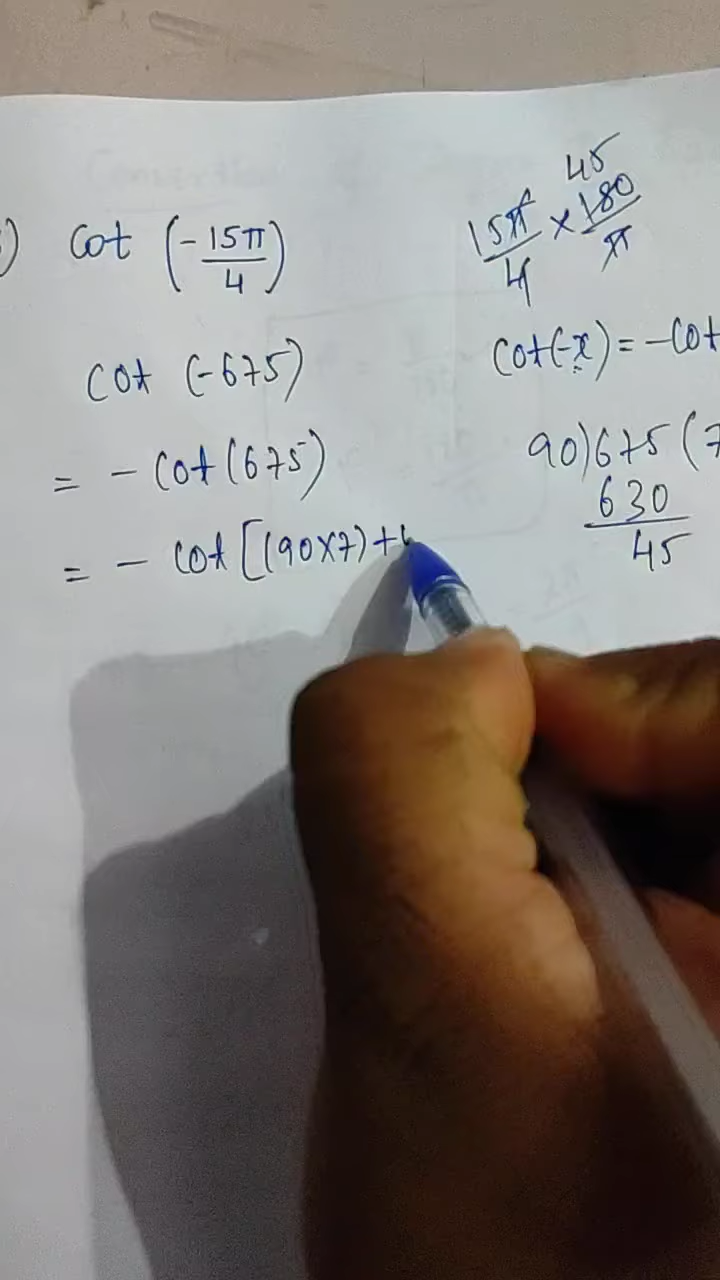 ) cot (-15π/4)
cot (-675)
= - cot (675)
= - cot [(90×7)+
45
15π/4 × 180/π
cot(-x) = -cot
90)675(7
630
45